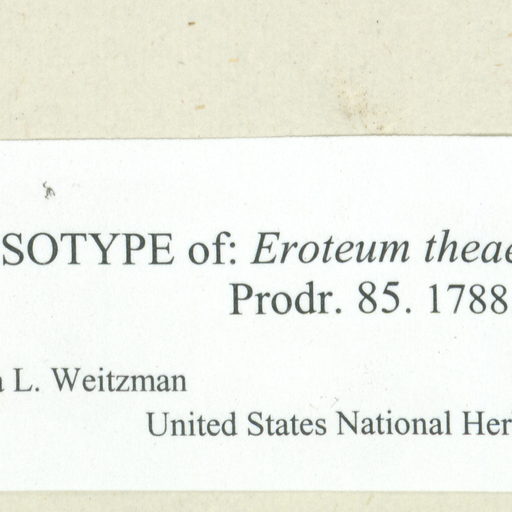 SOTYPE of: Eroteum theae
Prodr. 85. 1788
a L. Weitzman
United States National Her